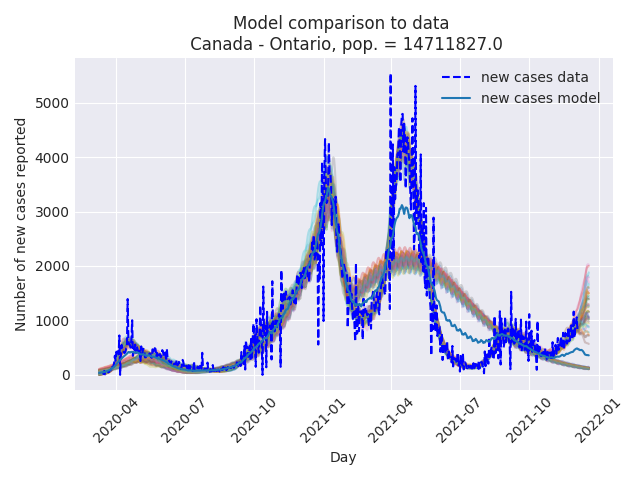 Model comparison to data
Canada - Ontario, pop. = 14711827.0
new cases data
new cases model
Number of new cases reported
5000
4000
3000
2000
1000
0
2020-04
2020-07
2020-10
2021-01
2021-04
2021-07
2021-10
2022-01
Day